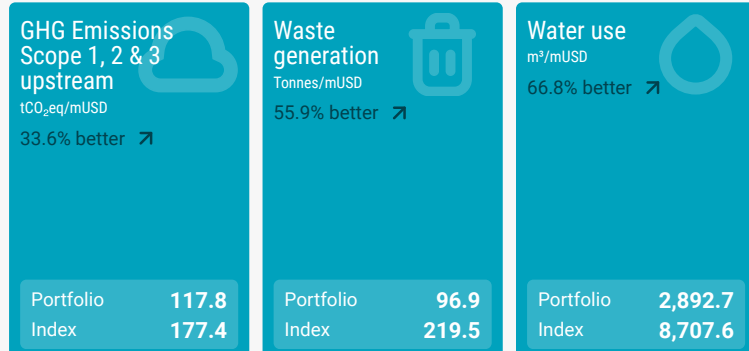 GHG Emissions
Scope 1, 2 & 3
upstream
tCO₂eq/mUSD
33.6% better
Portfolio 117.8
Index 177.4
Waste
generation
Tonnes/mUSD
55.9% better
Portfolio 96.9
Index 219.5
Water use
m³/mUSD
66.8% better
Portfolio 2,892.7
Index 8,707.6